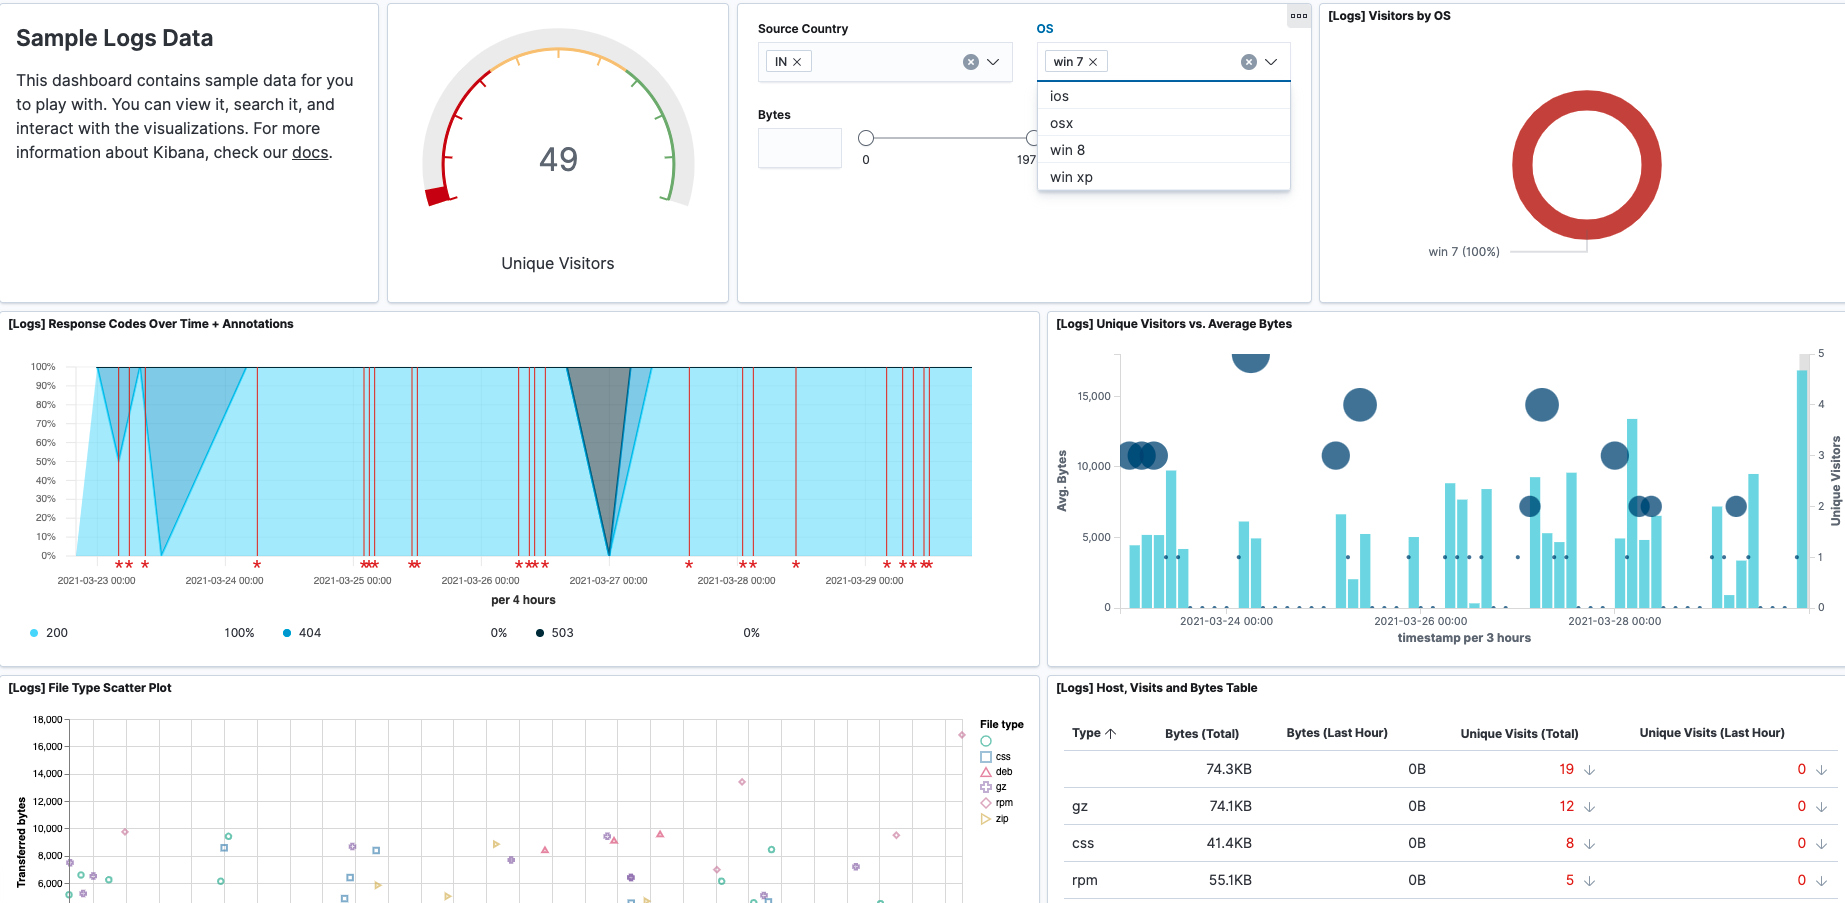 Sample Logs Data
This dashboard contains sample data for you
to play with. You can view it, search it, and
interact with the visualizations. For more
information about Kibana, check our docs.
49
Unique Visitors
Source Country
IN
OS
win 7
ios
osx
win 8
win xp
Bytes
0
197
[Logs] Visitors by OS
win 7 (100%)
[Logs] Response Codes Over Time + Annotations
100%
90%
80%
70%
60%
50%
40%
30%
20%
10%
0%
2021-03-23 00:00
2021-03-24 00:00
2021-03-25 00:00
2021-03-26 00:00
2021-03-27 00:00
2021-03-28 00:00
2021-03-29 00:00
per 4 hours
200 100%
404 0%
503 0%
[Logs] Unique Visitors vs. Average Bytes
Avg. Bytes
15,000
10,000
5,000
0
5
4
3
2
1
0
Unique Visitors
2021-03-24 00:00
2021-03-26 00:00
2021-03-28 00:00
timestamp per 3 hours
[Logs] File Type Scatter Plot
Transferred bytes
18,000
16,000
14,000
12,000
10,000
8,000
6,000
File type
css
deb
gz
rpm
zip
[Logs] Host, Visits and Bytes Table
Type Bytes (Total) Bytes (Last Hour) Unique Visits (Total) Unique Visits (Last Hour)
74.3KB 0B 19 0
gz 74.1KB 0B 12 0
css 41.4KB 0B 8 0
rpm 55.1KB 0B 5 0